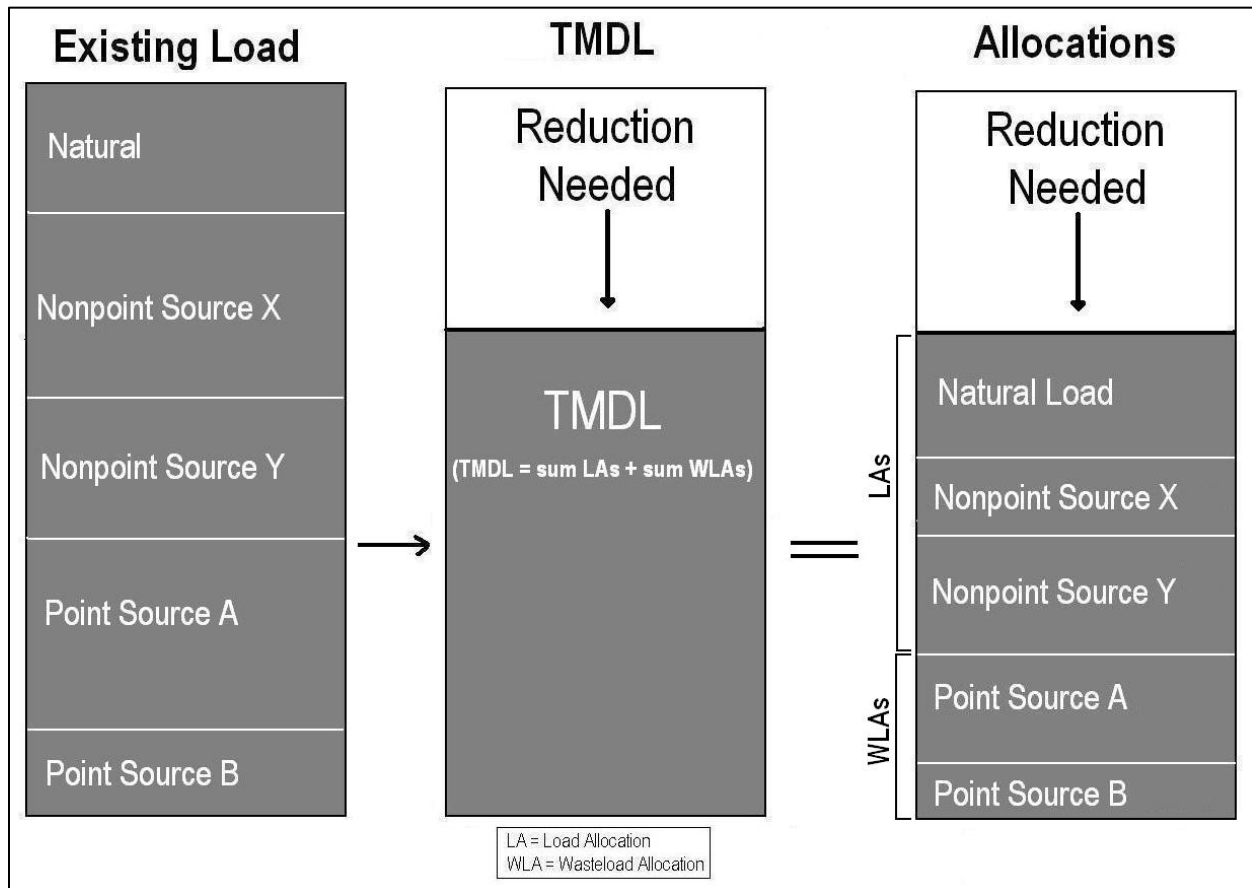 Existing Load
Natural
Nonpoint Source X
Nonpoint Source Y
Point Source A
Point Source B
TMDL
Reduction
Needed
TMDL
(TMDL = sum LAs + sum WLAs)
Allocations
Reduction
Needed
LAs
Natural Load
Nonpoint Source X
Nonpoint Source Y
WLAs
Point Source A
Point Source B
LA = Load Allocation
WLA = Wasteload Allocation